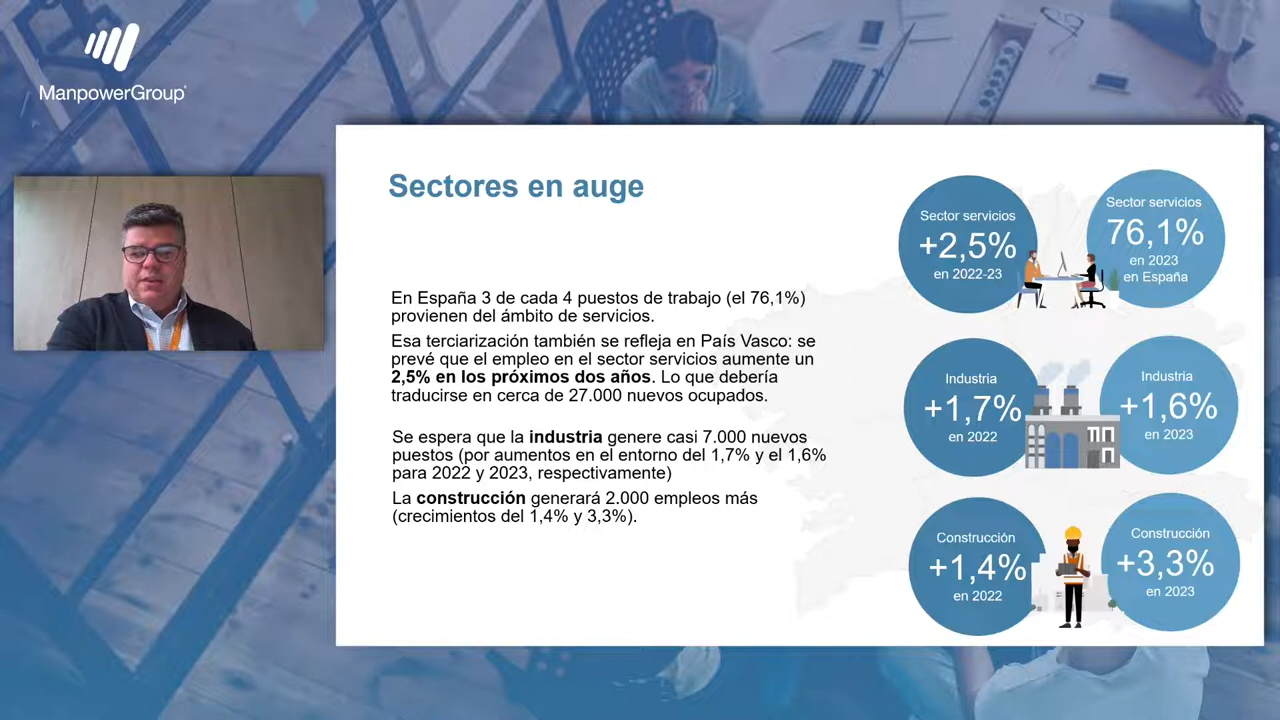 ManpowerGroup
Sectores en auge
En España 3 de cada 4 puestos de trabajo (el 76,1%)
provienen del ámbito de servicios.
Esa terciarización también se refleja en País Vasco: se
prevé que el empleo en el sector servicios aumente un
2,5% en los próximos dos años. Lo que debería
traducirse en cerca de 27.000 nuevos ocupados.
Se espera que la industria genere casi 7.000 nuevos
puestos (por aumentos en el entorno del 1,7% y el 1,6%
para 2022 y 2023, respectivamente)
La construcción generará 2.000 empleos más
(crecimientos del 1,4% y 3,3%).
Sector servicios
+2,5%
en 2022-23
Sector servicios
76,1%
en 2023
en España
Industria
+1,7%
en 2022
Industria
+1,6%
en 2023
Construcción
+1,4%
en 2022
Construcción
+3,3%
en 2023